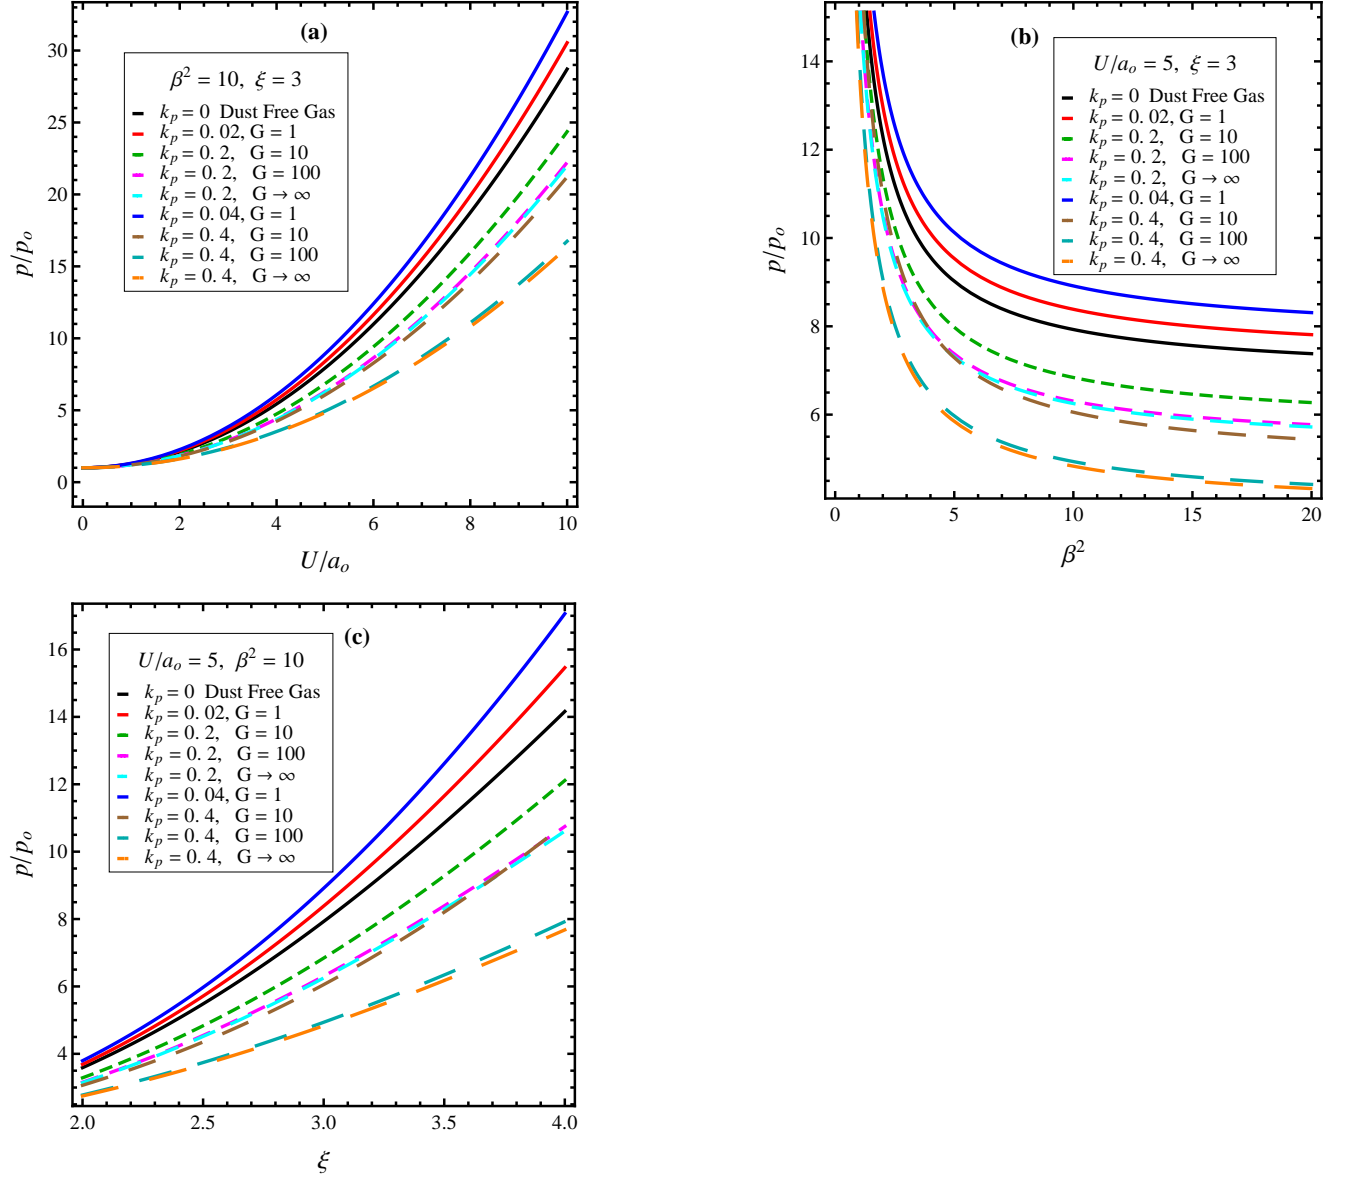 (a)
β² = 10, ξ = 3
k_p = 0 Dust Free Gas
k_p = 0.02, G = 1
k_p = 0.2, G = 10
k_p = 0.2, G = 100
k_p = 0.2, G → ∞
k_p = 0.04, G = 1
k_p = 0.4, G = 10
k_p = 0.4, G = 100
k_p = 0.4, G → ∞
p/p_o
30
25
20
15
10
5
0
0 2 4 6 8 10
U/a_o
(b)
U/a_o = 5, ξ = 3
k_p = 0 Dust Free Gas
k_p = 0.02, G = 1
k_p = 0.2, G = 10
k_p = 0.2, G = 100
k_p = 0.2, G → ∞
k_p = 0.04, G = 1
k_p = 0.4, G = 10
k_p = 0.4, G = 100
k_p = 0.4, G → ∞
p/p_o
14
12
10
8
6
0 5 10 15 20
β²
(c)
U/a_o = 5, β² = 10
k_p = 0 Dust Free Gas
k_p = 0.02, G = 1
k_p = 0.2, G = 10
k_p = 0.2, G = 100
k_p = 0.2, G → ∞
k_p = 0.04, G = 1
k_p = 0.4, G = 10
k_p = 0.4, G = 100
k_p = 0.4, G → ∞
p/p_o
16
14
12
10
8
6
4
2.0 2.5 3.0 3.5 4.0
ξ